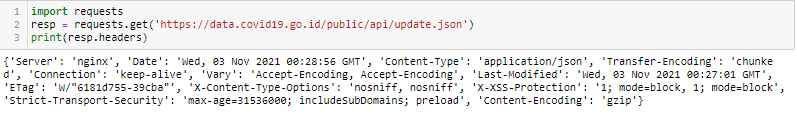 1 import requests
2 resp = requests.get('https://data.covid19.go.id/public/api/update.json')
3 print(resp.headers)
{'Server': 'nginx', 'Date': 'Wed, 03 Nov 2021 00:28:56 GMT', 'Content-Type': 'application/json', 'Transfer-Encoding': 'chunke
d', 'Connection': 'keep-alive', 'Vary': 'Accept-Encoding, Accept-Encoding', 'Last-Modified': 'Wed, 03 Nov 2021 00:27:01 GMT',
'ETag': 'W/"6181d755-39cba"', 'X-Content-Type-Options': 'nosniff, nosniff', 'X-XSS-Protection': '1; mode=block, 1; mode=block',
'Strict-Transport-Security': 'max-age=31536000; includeSubDomains; preload', 'Content-Encoding': 'gzip'}